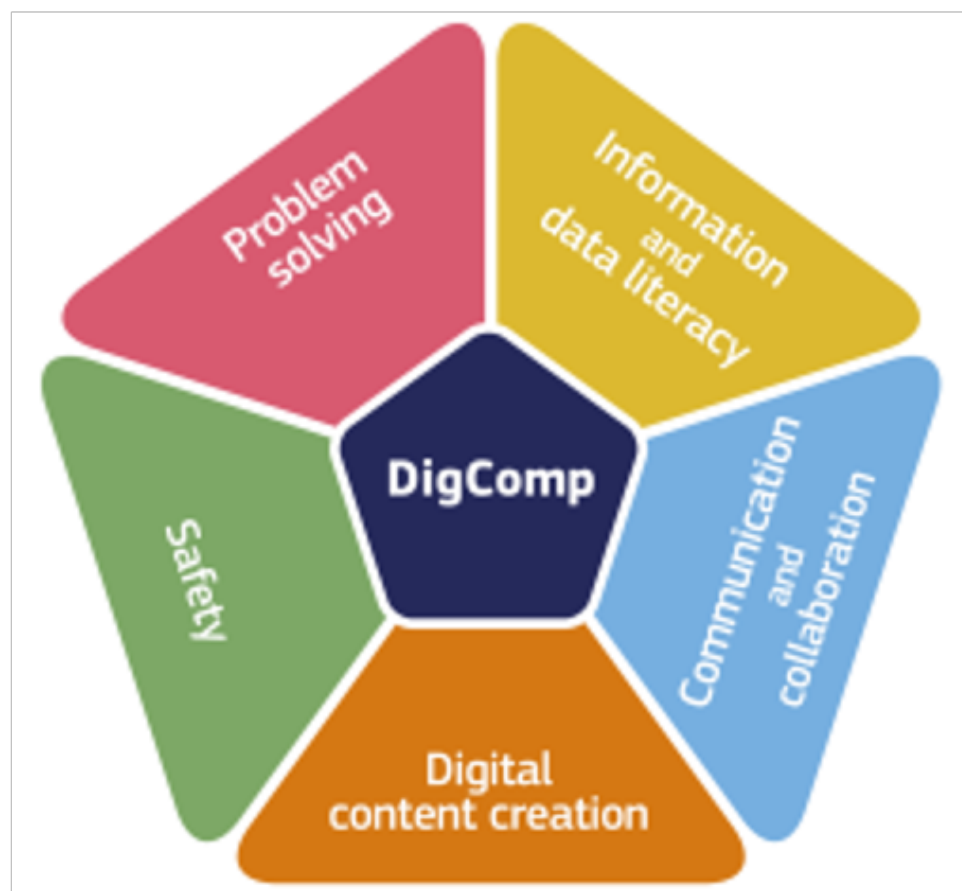 Problem
solving
Information
and
data literacy
DigComp
Communication
and
collaboration
Safety
Digital
content creation